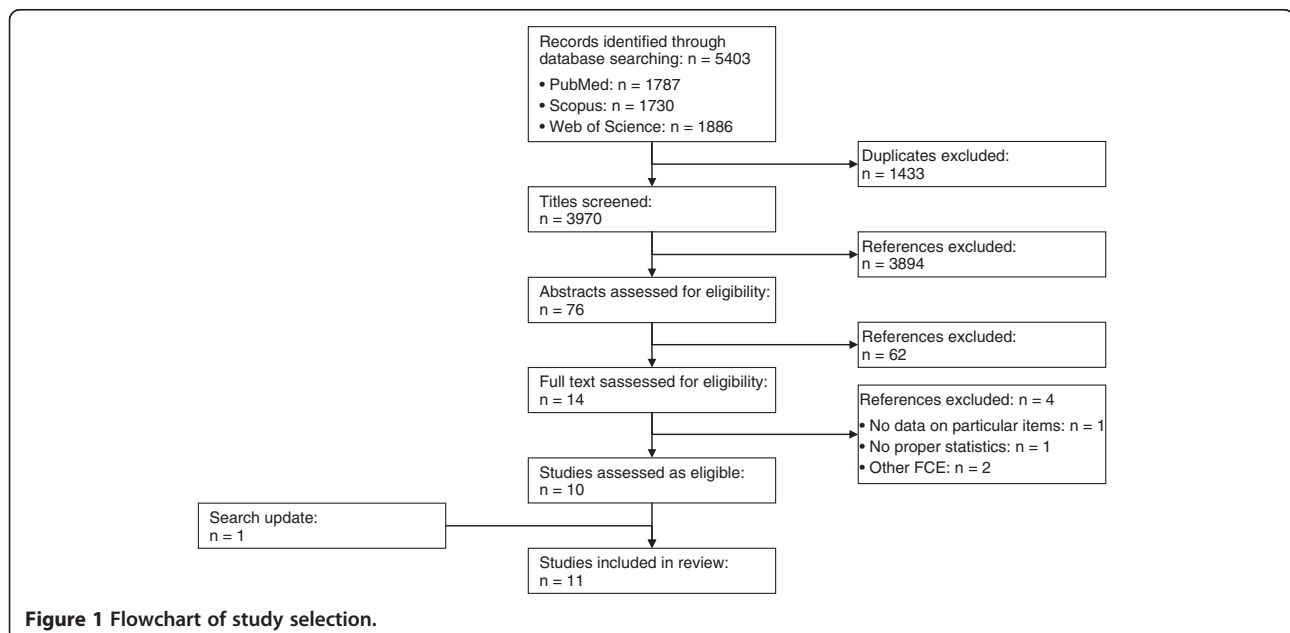 Records identified through
database searching: n = 5403
• PubMed: n = 1787
• Scopus: n = 1730
• Web of Science: n = 1886
Duplicates excluded:
n = 1433
Titles screened:
n = 3970
References excluded:
n = 3894
Abstracts assessed for eligibility:
n = 76
References excluded:
n = 62
Full text sassessed for eligibility:
n = 14
References excluded: n = 4
• No data on particular items: n = 1
• No proper statistics: n = 1
• Other FCE: n = 2
Studies assessed as eligible:
n = 10
Search update:
n = 1
Studies included in review:
n = 11
Figure 1 Flowchart of study selection.